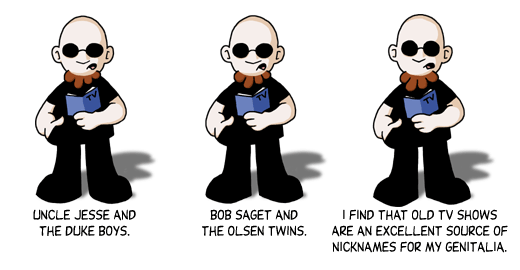 TV
TV
TV
UNCLE JESSE AND
THE DUKE BOYS.
BOB SAGET AND
THE OLSEN TWINS.
I FIND THAT OLD TV SHOWS
ARE AN EXCELLENT SOURCE OF
NICKNAMES FOR MY GENITALIA.